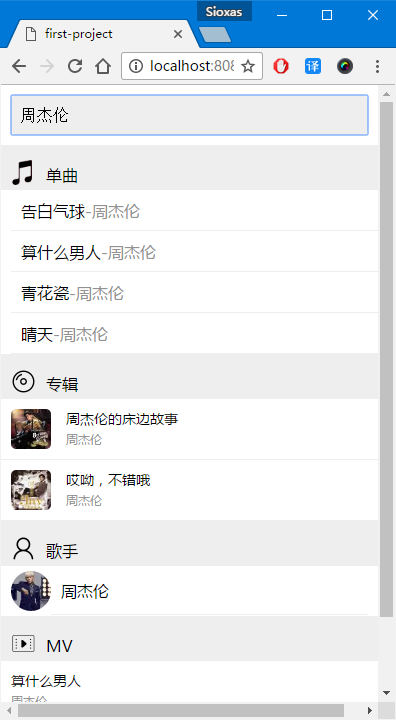 Sioxas
first-project
localhost:808
译
周杰伦
单曲
告白气球-周杰伦
算什么男人-周杰伦
青花瓷-周杰伦
晴天-周杰伦
专辑
周杰伦的床边故事
周杰伦
哎呦，不错哦
周杰伦
歌手
周杰伦
MV
算什么男人
周杰伦